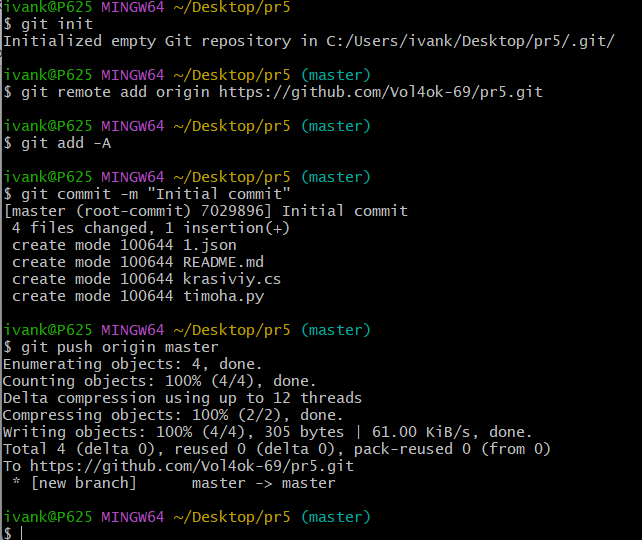 ivank@P625 MINGW64 ~/Desktop/pr5
$ git init
Initialized empty Git repository in C:/Users/ivank/Desktop/pr5/.git/
ivank@P625 MINGW64 ~/Desktop/pr5 (master)
$ git remote add origin https://github.com/Vol4ok-69/pr5.git
ivank@P625 MINGW64 ~/Desktop/pr5 (master)
$ git add -A
ivank@P625 MINGW64 ~/Desktop/pr5 (master)
$ git commit -m "Initial commit"
[master (root-commit) 7029896] Initial commit
 4 files changed, 1 insertion(+)
 create mode 100644 1.json
 create mode 100644 README.md
 create mode 100644 krasiviy.cs
 create mode 100644 timoha.py
ivank@P625 MINGW64 ~/Desktop/pr5 (master)
$ git push origin master
Enumerating objects: 4, done.
Counting objects: 100% (4/4), done.
Delta compression using up to 12 threads
Compressing objects: 100% (2/2), done.
Writing objects: 100% (4/4), 305 bytes | 61.00 KiB/s, done.
Total 4 (delta 0), reused 0 (delta 0), pack-reused 0 (from 0)
To https://github.com/Vol4ok-69/pr5.git
 * [new branch]      master -> master
ivank@P625 MINGW64 ~/Desktop/pr5 (master)
$